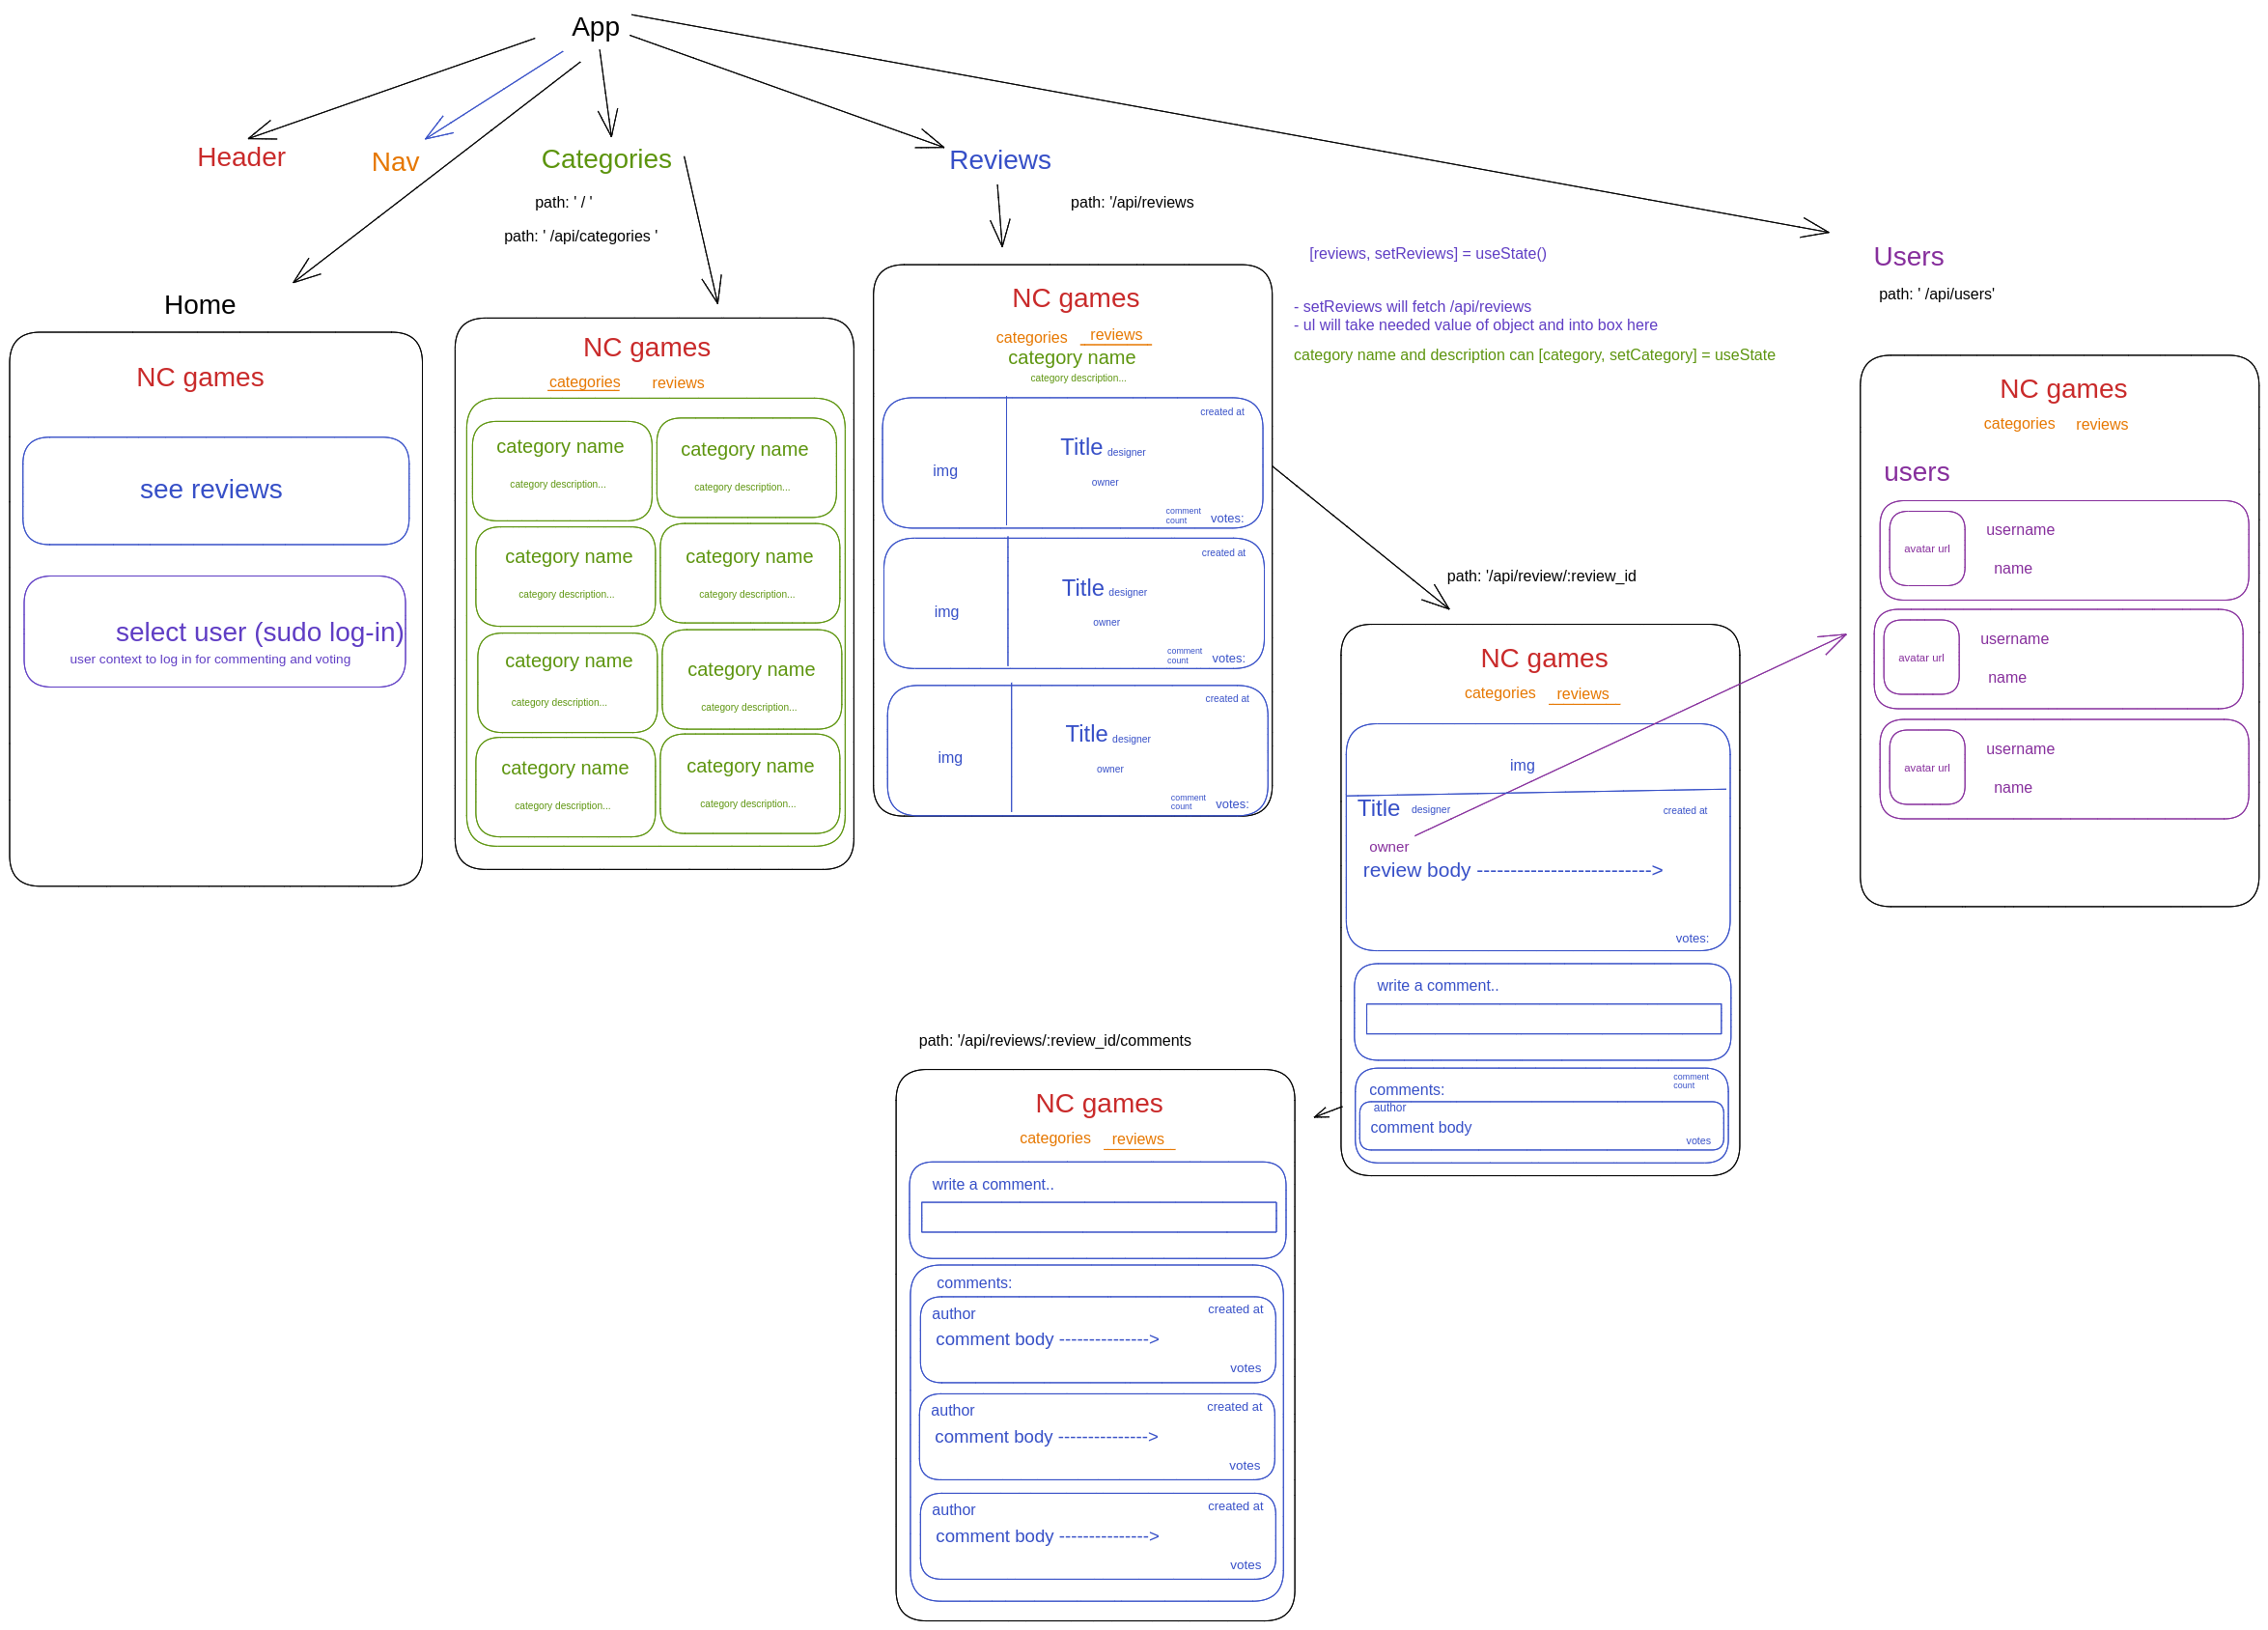 App
Header
Nav
Categories
path: ' / '
path: ' /api/categories '
Reviews
path: '/api/reviews
[reviews, setReviews] = useState()
- setReviews will fetch /api/reviews
- ul will take needed value of object and into box here
category name and description can [category, setCategory] = useState
Users
path: ' /api/users'
Home
NC games
see reviews
select user (sudo log-in)
user context to log in for commenting and voting
NC games
categories reviews
category name category name
category description... category description...
category name category name
category description... category description...
category name category name
category description... category description...
category name category name
category description... category description...
NC games
categories reviews
category name
category description...
created at
img
Title designer
owner
comment
count
votes:
created at
img
Title designer
owner
comment
count
votes:
created at
img
Title designer
owner
comment
count
votes:
path: '/api/review/:review_id
NC games
categories reviews
img
Title designer created at
owner
review body -------------------------->
votes:
write a comment..
comments:
comment
count
author
comment body
votes
NC games
categories reviews
users
avatar url
username
name
avatar url
username
name
avatar url
username
name
path: '/api/reviews/:review_id/comments
NC games
categories reviews
write a comment..
comments:
author created at
comment body --------------->
votes
author created at
comment body --------------->
votes
author created at
comment body --------------->
votes